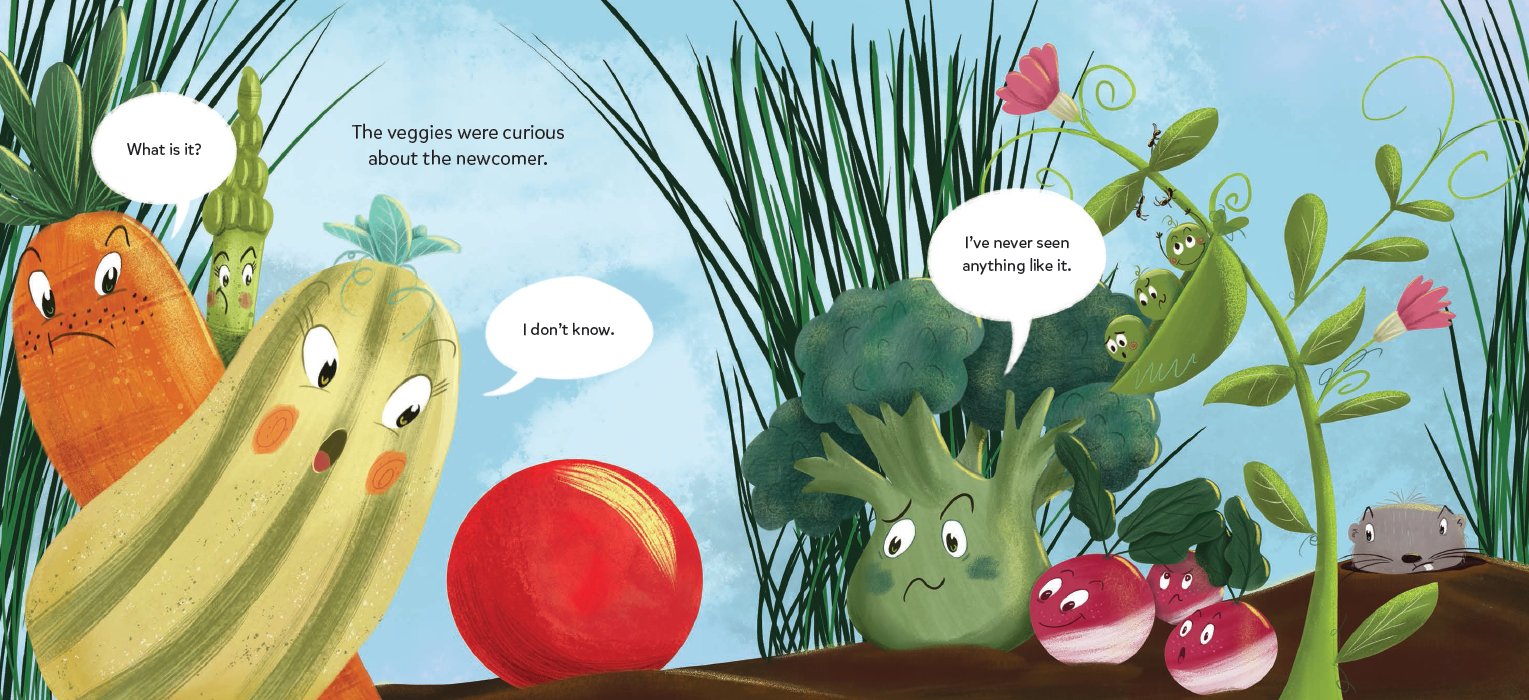 What is it?
The veggies were curious
about the newcomer.
I don’t know.
I’ve never seen
anything like it.